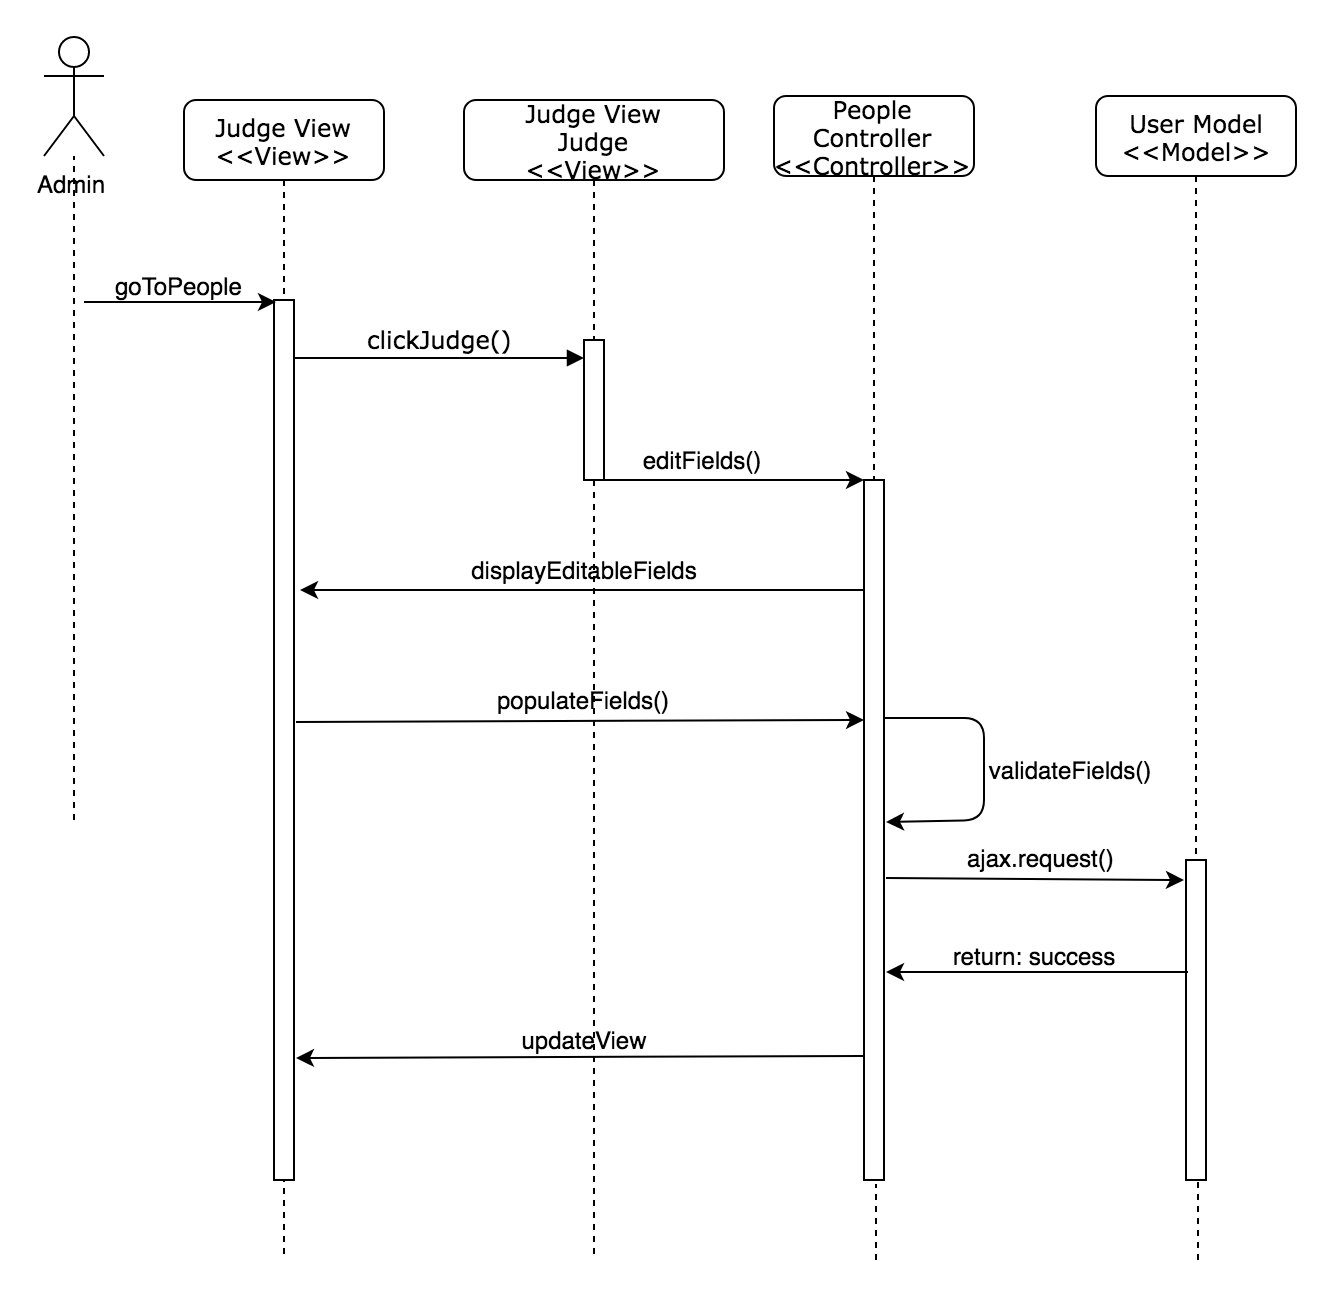 Admin
Judge View
<<View>>
Judge View
Judge
<<View>>
People
Controller
<<Controller>>
User Model
<<Model>>
goToPeople
clickJudge()
editFields()
displayEditableFields
populateFields()
validateFields()
ajax.request()
return: success
updateView